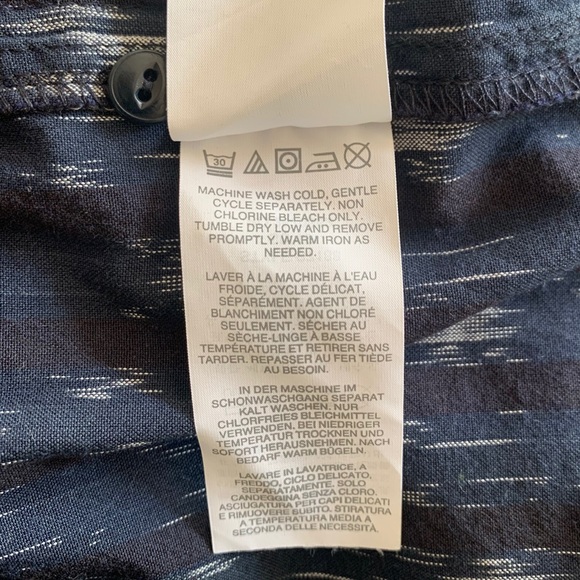 30
MACHINE WASH COLD, GENTLE
CYCLE SEPARATELY. NON
CHLORINE BLEACH ONLY.
TUMBLE DRY LOW AND REMOVE
PROMPTLY. WARM IRON AS
NEEDED.
LAVER À LA MACHINE À L'EAU
FROIDE, CYCLE DÉLICAT,
SÉPARÉMENT. AGENT DE
BLANCHIMENT NON CHLORÉ
SEULEMENT. SÉCHER AU
SÈCHE-LINGE À BASSE
TEMPÉRATURE ET RETIRER SANS
TARDER. REPASSER AU FER TIÈDE
AU BESOIN.
IN DER MASCHINE IM
SCHONWASCHGANG SEPARAT
KALT WASCHEN. NUR
CHLORFREIES BLEICHMITTEL
VERWENDEN. BEI NIEDRIGER
TEMPERATUR TROCKNEN UND
SOFORT HERAUSNEHMEN. NACH
BEDARF WARM BÜGELN.
LAVARE IN LAVATRICE, A
FREDDO, CICLO DELICATO,
SEPARATAMENTE. SOLO
CANDEGGINA SENZA CLORO.
ASCIUGATURA PER CAPI DELICATI
E RIMUOVERE SUBITO. STIRATURA
A TEMPERATURA MEDIA A
SECONDA DELLE NECESSITÀ.